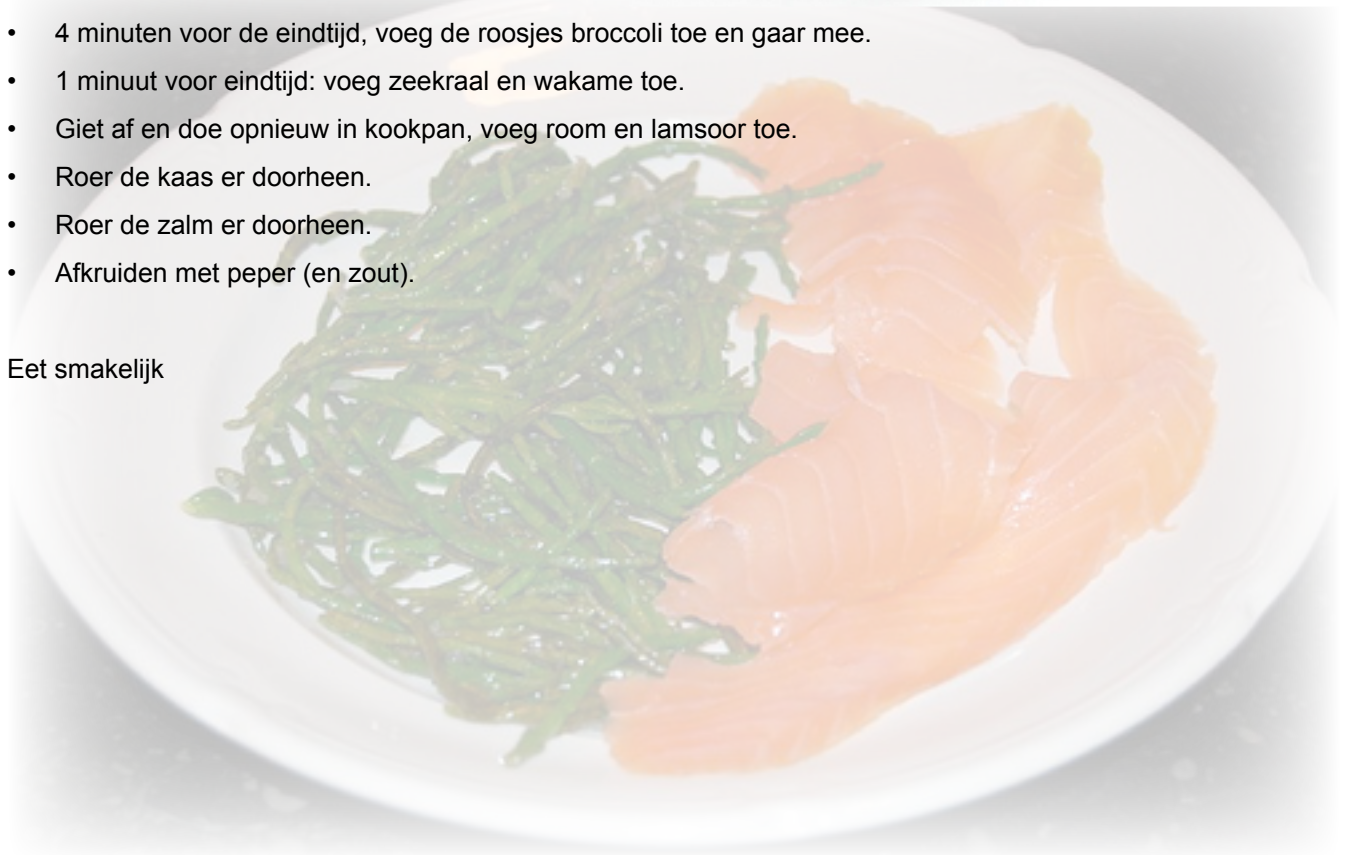 • 4 minuten voor de eindtijd, voeg de roosjes broccoli toe en gaar mee.
• 1 minuut voor eindtijd: voeg zeekraal en wakame toe.
• Giet af en doe opnieuw in kookpan, voeg room en lamsoor toe.
• Roer de kaas er doorheen.
• Roer de zalm er doorheen.
• Afkruiden met peper (en zout).
Eet smakelijk